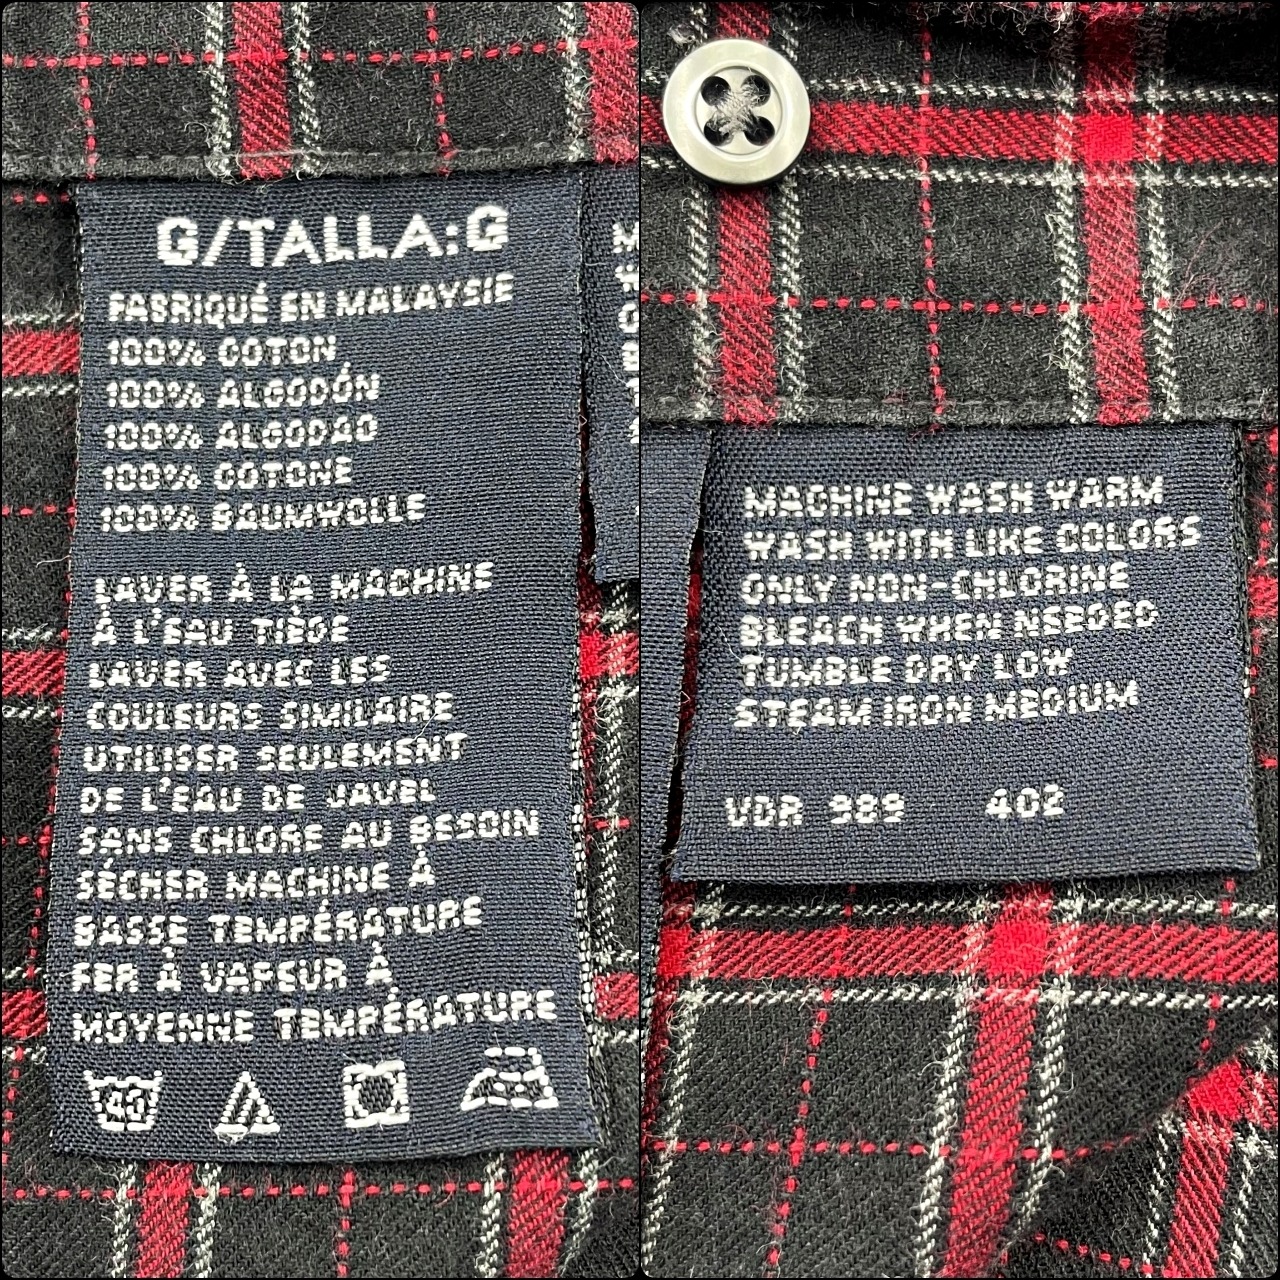 G/TALLA:G
FABRIQUÉ EN MALAYSIE
100% COTON
100% ALGODÓN
100% ALGODAO
100% COTONE
100% BAUMWOLLE
LAVER À LA MACHINE
À L'EAU TIÈDE
LAVER AVEC LES
COULEURS SIMILAIRE
UTILISER SEULEMENT
DE L'EAU DE JAVEL
SANS CHLORE AU BESOIN
SÉCHER MACHINE À
BASSE TEMPÉRATURE
FER À VAPEUR À
MOYENNE TEMPÉRATURE
40
MACHINE WASH WARM
WASH WITH LIKE COLORS
ONLY NON-CHLORINE
BLEACH WHEN NEEDED
TUMBLE DRY LOW
STEAM IRON MEDIUM
VDR 989 402